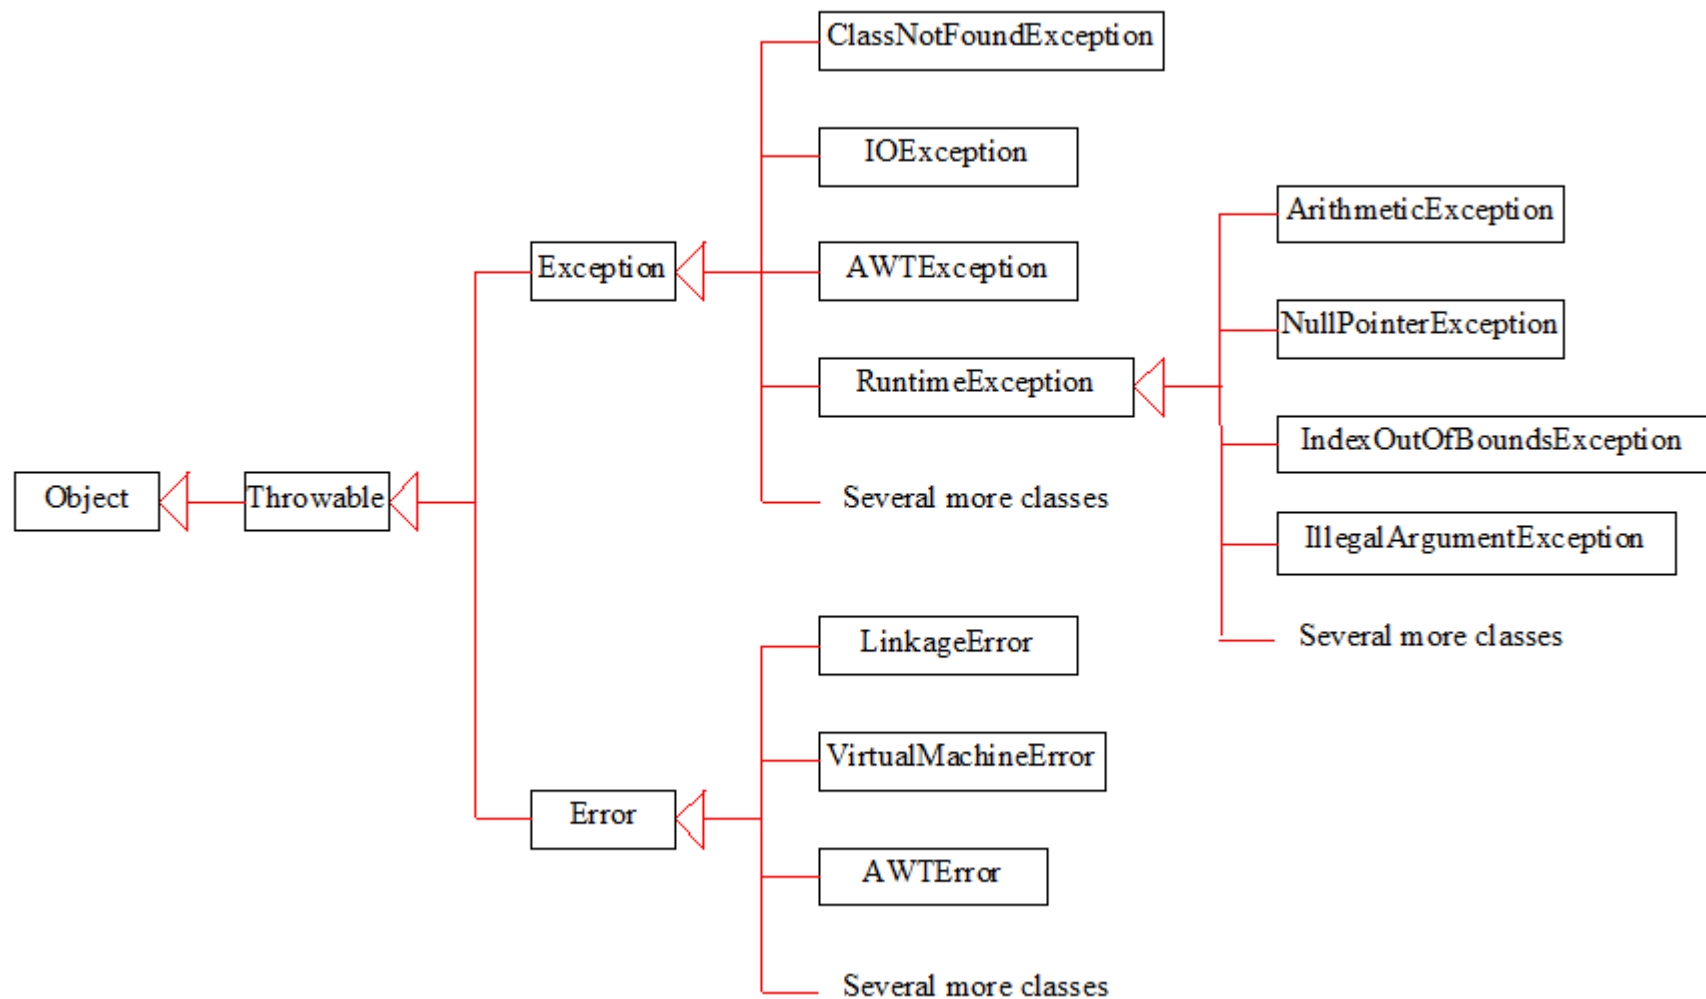 ClassNotFoundException
IOException
ArithmeticException
Exception
AWTException
NullPointerException
RuntimeException
IndexOutOfBoundsException
Object
Throwable
Several more classes
IllegalArgumentException
LinkageError
Several more classes
VirtualMachineError
Error
AWTError
Several more classes